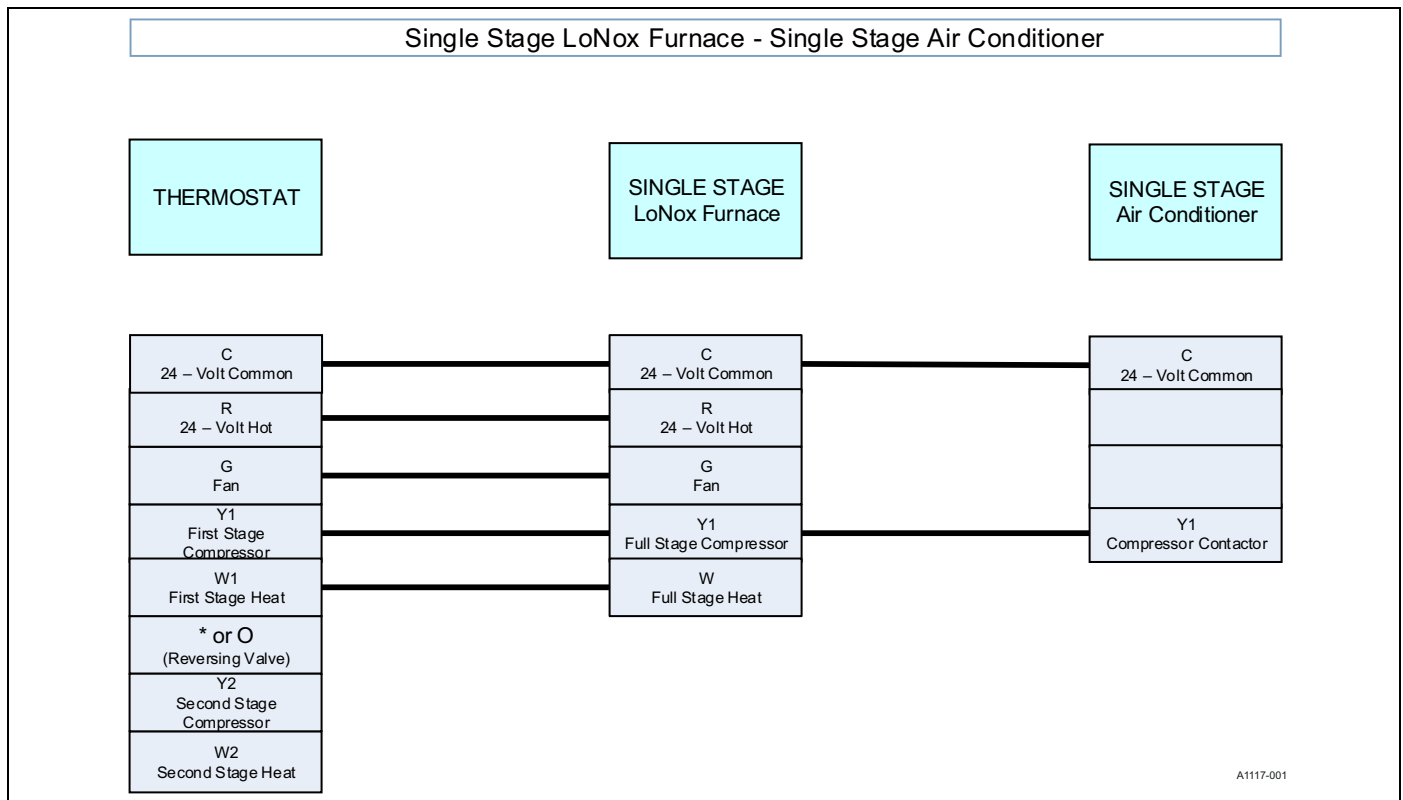 Single Stage LoNox Furnace - Single Stage Air Conditioner
THERMOSTAT
SINGLE STAGE
LoNox Furnace
SINGLE STAGE
Air Conditioner
C
24 – Volt Common
C
24 – Volt Common
C
24 – Volt Common
R
24 – Volt Hot
R
24 – Volt Hot
G
Fan
G
Fan
Y1
First Stage
Compressor
Y1
Full Stage Compressor
Y1
Compressor Contactor
W1
First Stage Heat
W
Full Stage Heat
* or O
(Reversing Valve)
Y2
Second Stage
Compressor
W2
Second Stage Heat
A1117-001